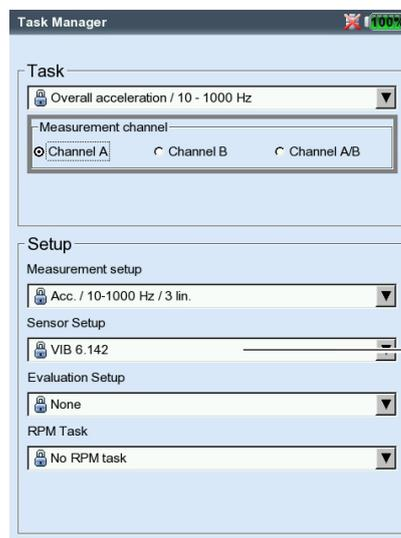 Task Manager 100%
Task
Overall acceleration / 10 - 1000 Hz
Measurement channel
Channel A Channel B Channel A/B
Setup
Measurement setup
Acc. / 10-1000 Hz / 3 lin.
Sensor Setup
VIB 6.142
Evaluation Setup
None
RPM Task
No RPM task